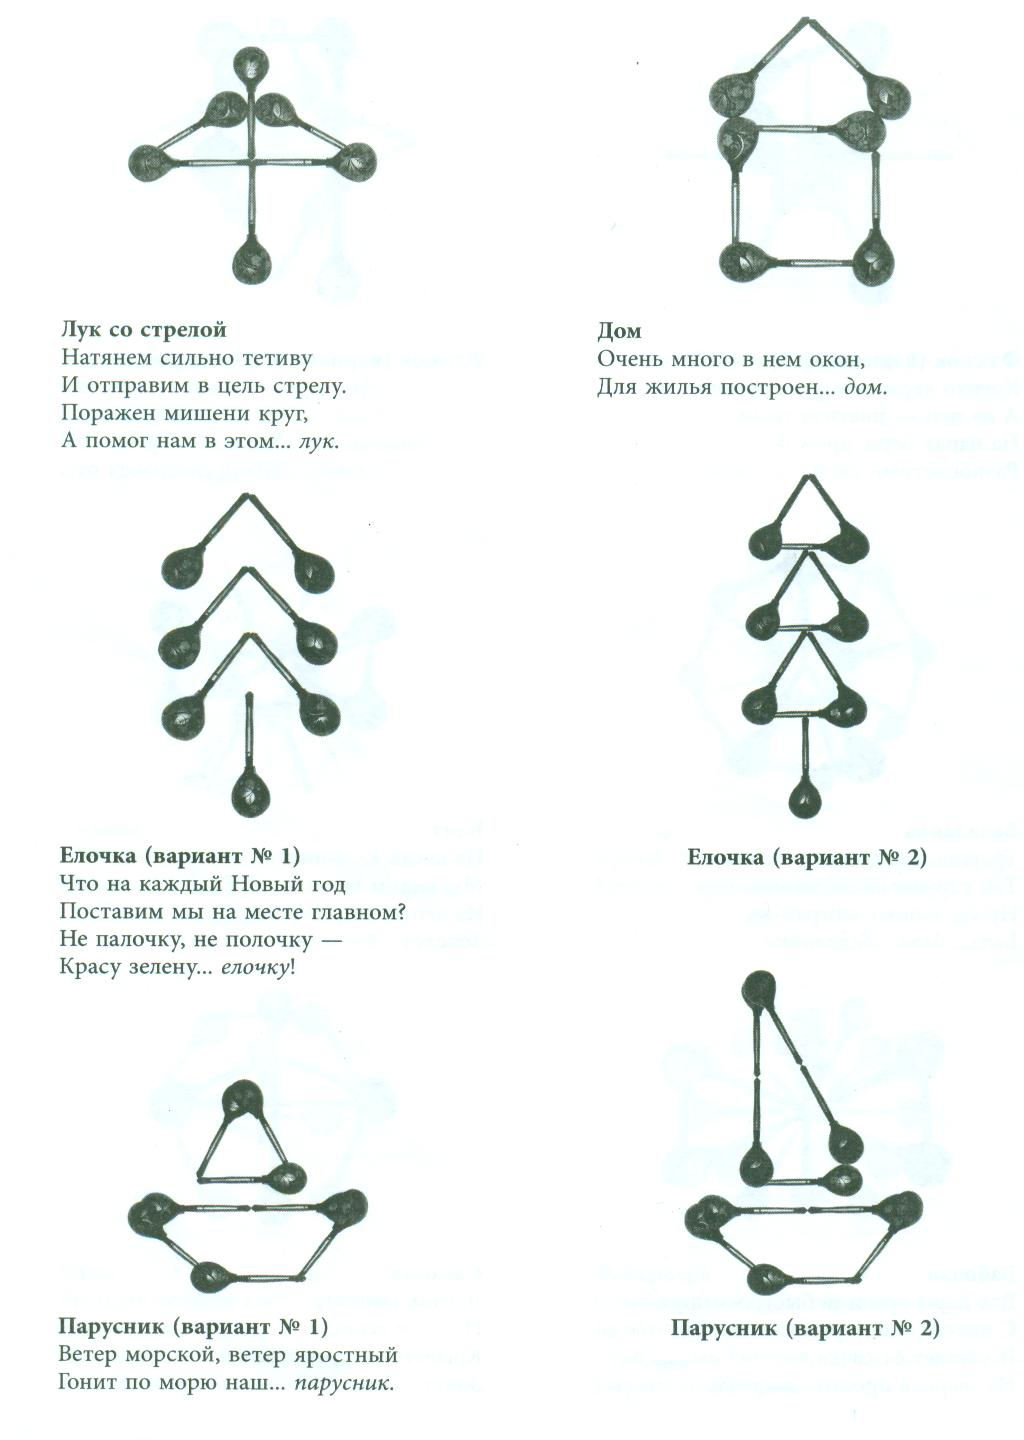 Лук со стрелой
Натянем сильно тетиву
И отправим в цель стрелу.
Поражен мишени круг,
А помог нам в этом... лук.
Дом
Очень много в нем окон,
Для жилья построен... дом.
Елочка (вариант № 1)
Что на каждый Новый год
Поставим мы на месте главном?
Не палочку, не полочку —
Красу зелену... елочку!
Елочка (вариант № 2)
Парусник (вариант № 1)
Ветер морской, ветер яростный
Гонит по морю наш... парусник.
Парусник (вариант № 2)